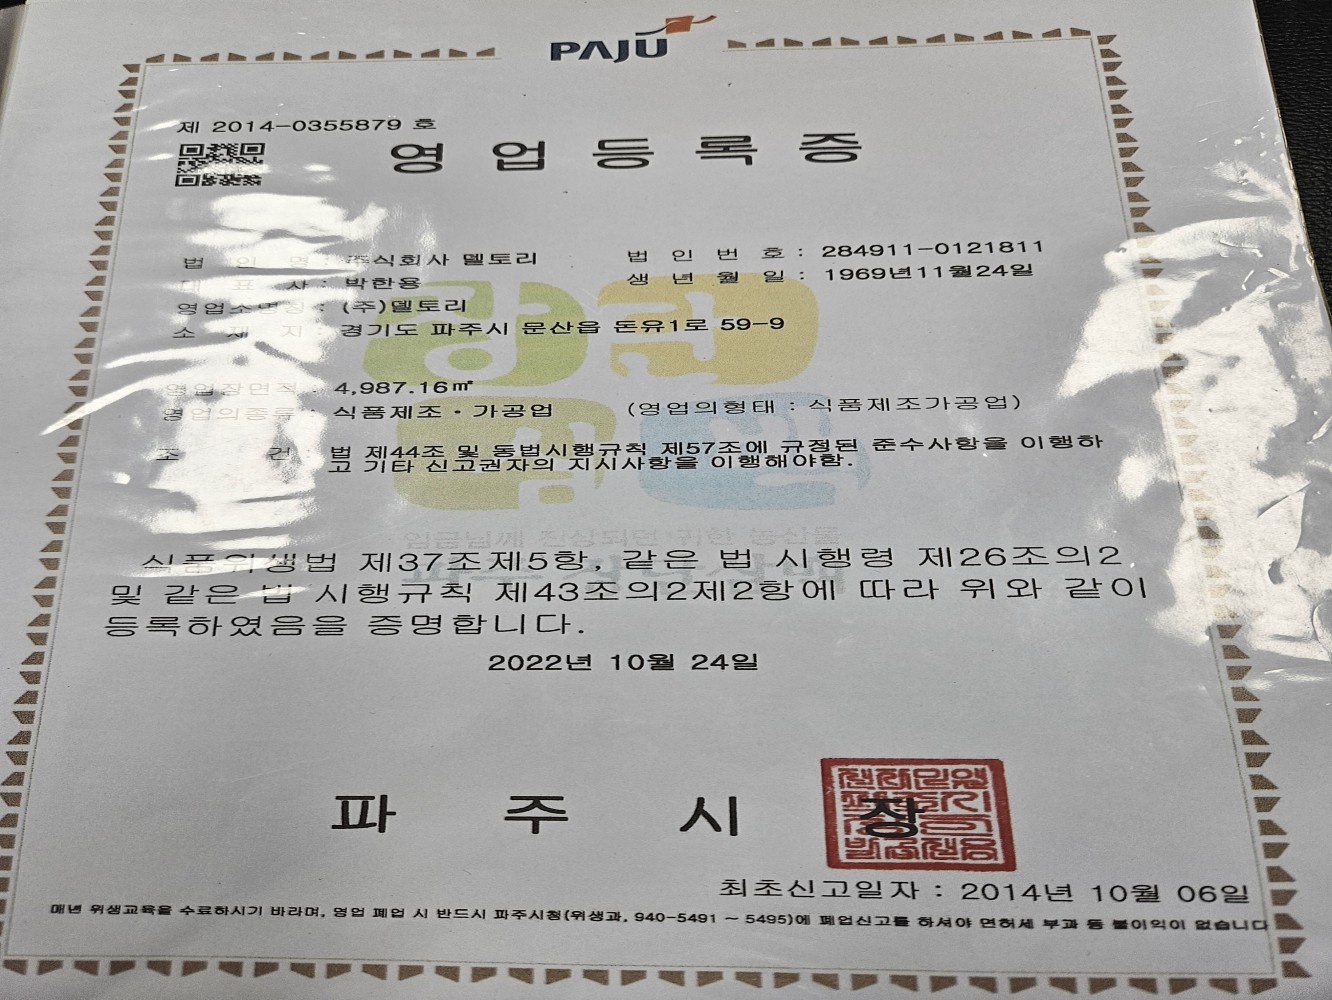 PAJU
제 2014-0355879 호
영 업 등 록 증
법 인 명 : 주식회사 델토리
법 인 번 호 : 284911-0121811
대 표 사 : 박한용
생 년 월 일 : 1969년11월24일
영업소명칭 : (주)델토리
소 재 지 : 경기도 파주시 문산읍 돈유1로 59-9
영업장면적 : 4,987.16㎡
영업의종류 : 식품제조・가공업
(영업의형태 : 식품제조가공업)
조 건 : 법 제44조 및 동법시행규칙 제57조에 규정된 준수사항을 이행하
고 기타 신고권자의 지시사항을 이행해야함.
임금님께 진상되던 귀한 농산물
식품위생법 제37조제5항, 같은 법 시행령 제26조의2
및 같은 법 시행규칙 제43조의2제2항에 따라 위와 같이
등록하였음을 증명합니다.
2022년 10월 24일
파 주 시 장
최초신고일자 : 2014년 10월 06일
매년 위생교육을 수료하시기 바라며, 영업 폐업 시 반드시 파주시청(위생과, 940-5491 ~ 5495)에 폐업신고를 하셔야 면허세 부과 등 불이익이 없습니다